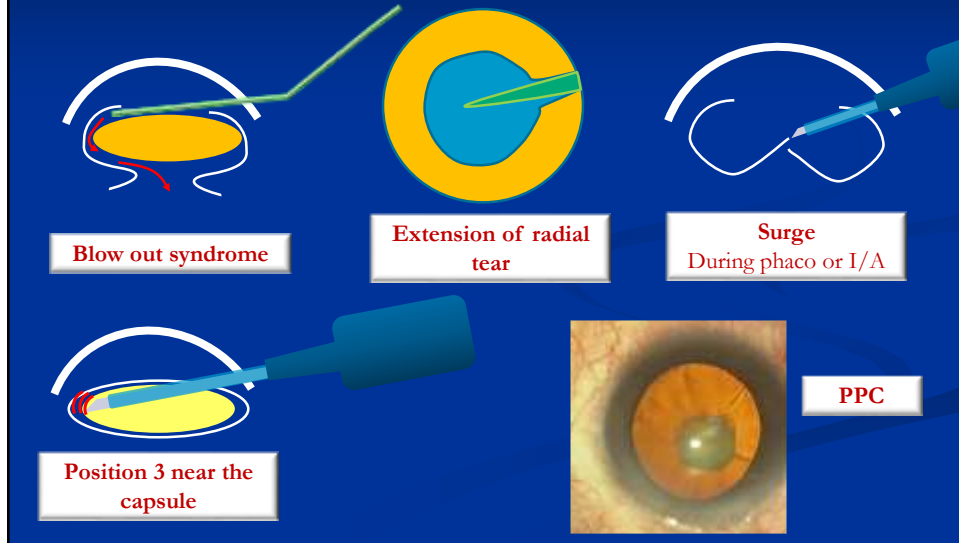 Blow out syndrome
Extension of radial
tear
Surge
During phaco or I/A
Position 3 near the
capsule
PPC